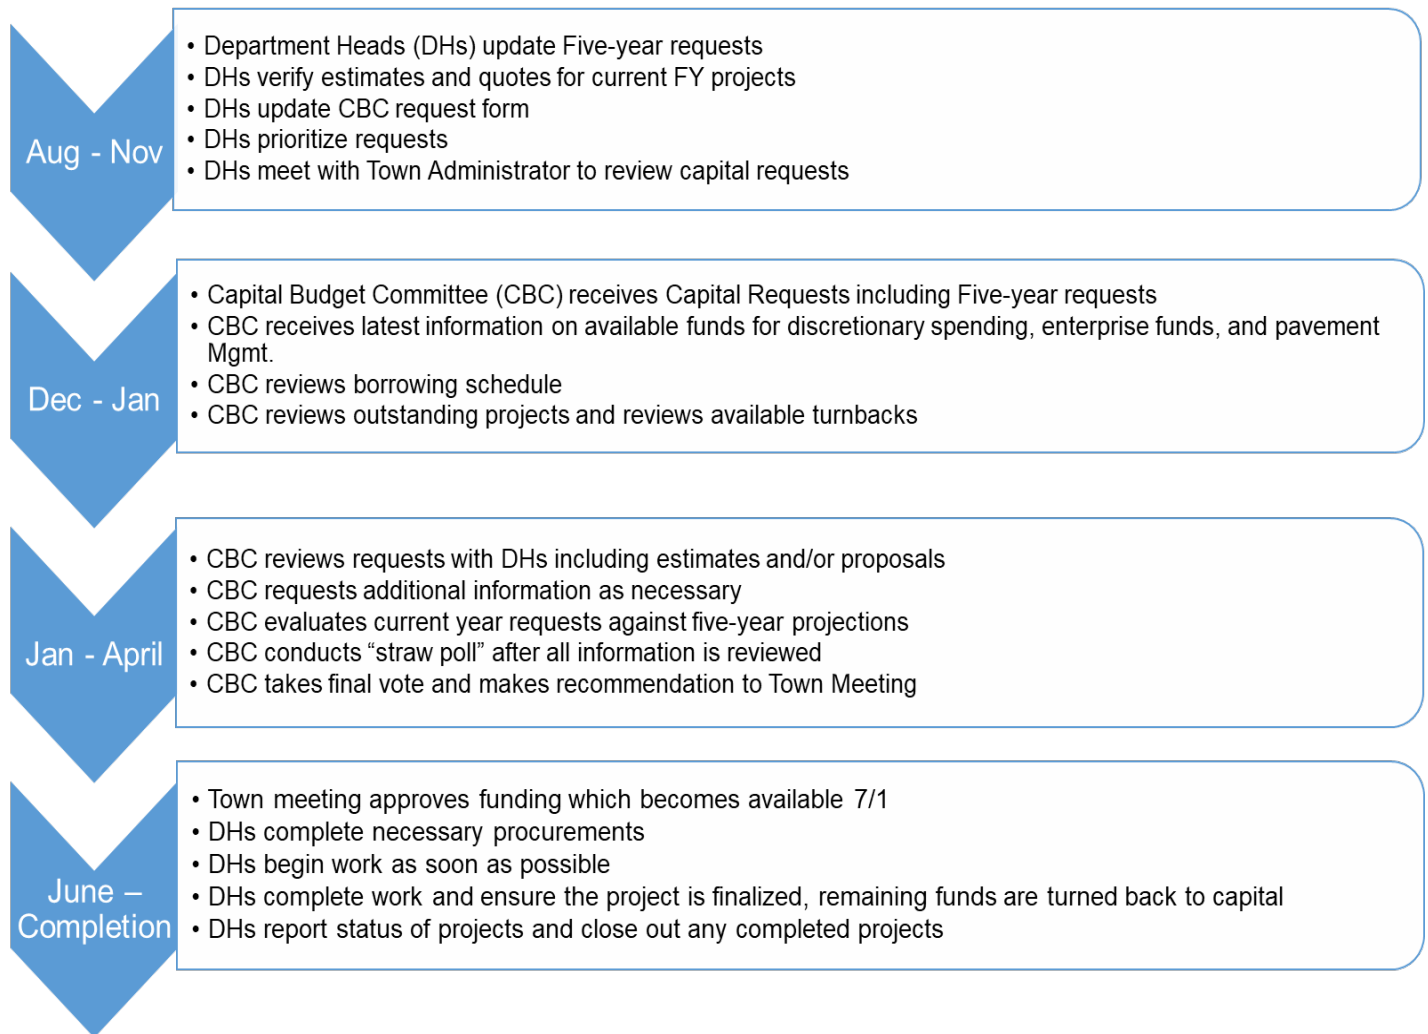 Aug - Nov
• Department Heads (DHs) update Five-year requests
• DHs verify estimates and quotes for current FY projects
• DHs update CBC request form
• DHs prioritize requests
• DHs meet with Town Administrator to review capital requests
Dec - Jan
• Capital Budget Committee (CBC) receives Capital Requests including Five-year requests
• CBC receives latest information on available funds for discretionary spending, enterprise funds, and pavement
Mgmt.
• CBC reviews borrowing schedule
• CBC reviews outstanding projects and reviews available turnbacks
Jan - April
• CBC reviews requests with DHs including estimates and/or proposals
• CBC requests additional information as necessary
• CBC evaluates current year requests against five-year projections
• CBC conducts “straw poll” after all information is reviewed
• CBC takes final vote and makes recommendation to Town Meeting
June –
Completion
• Town meeting approves funding which becomes available 7/1
• DHs complete necessary procurements
• DHs begin work as soon as possible
• DHs complete work and ensure the project is finalized, remaining funds are turned back to capital
• DHs report status of projects and close out any completed projects